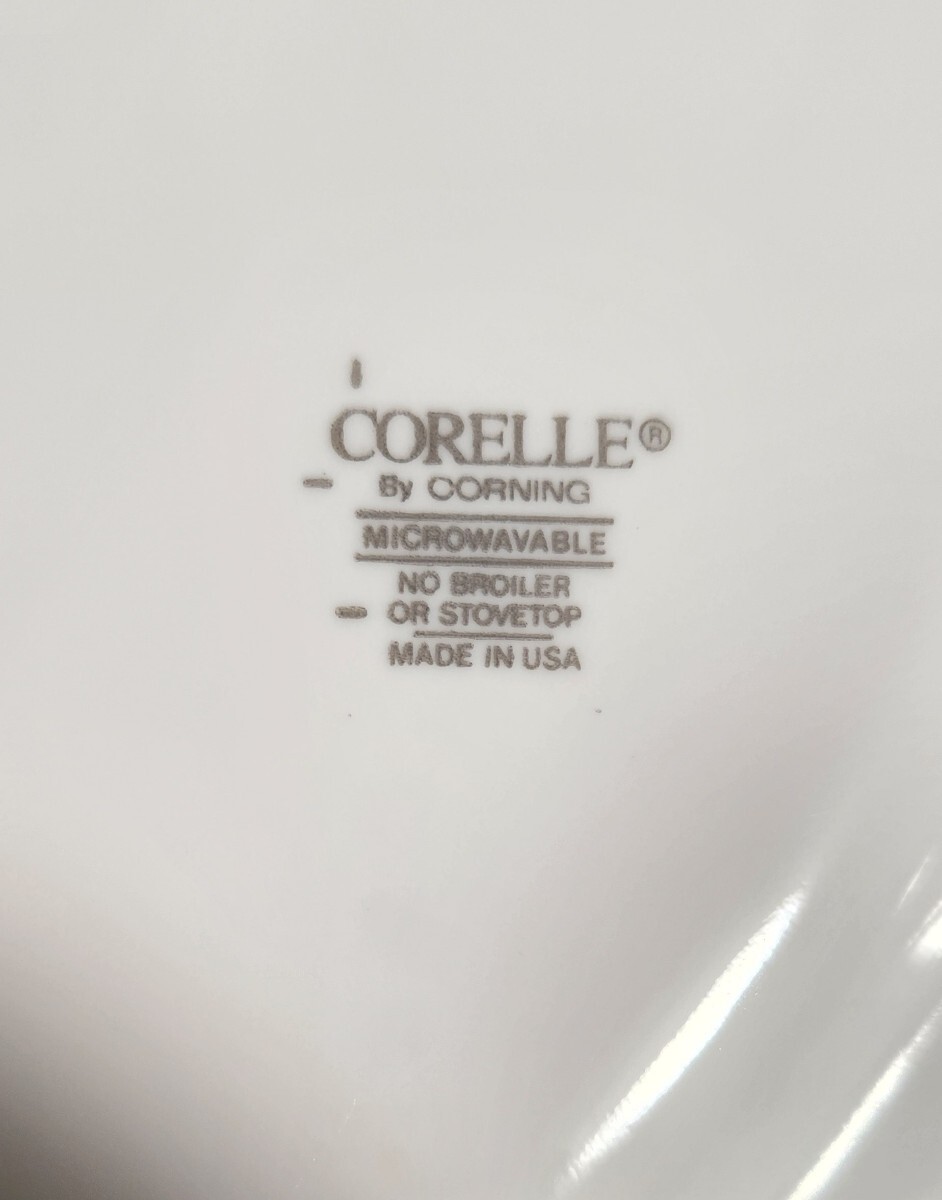 CORELLE®
By CORNING
MICROWAVABLE
NO BROILER
OR STOVETOP
MADE IN USA